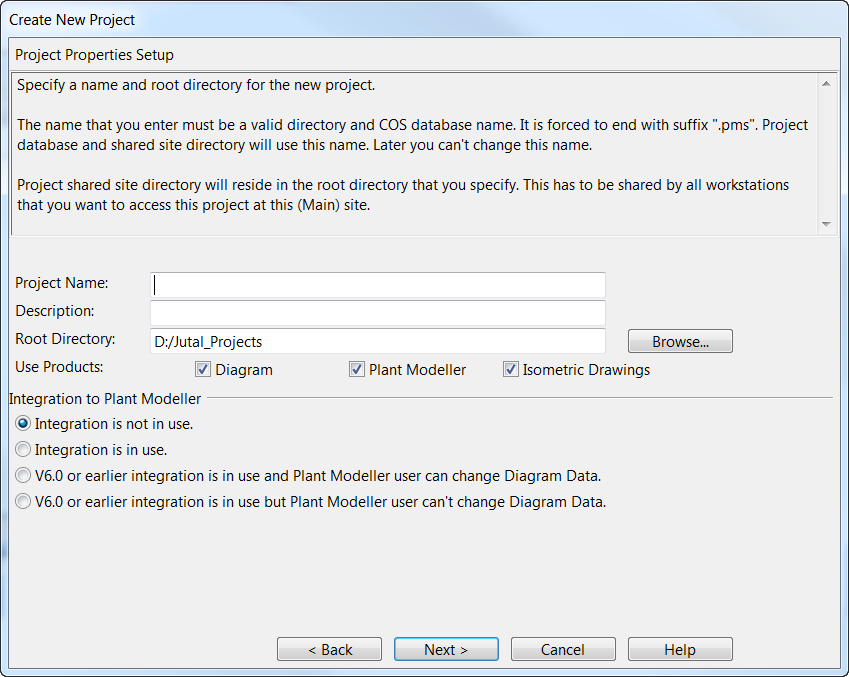 Create New Project
Project Properties Setup
Specify a name and root directory for the new project.
The name that you enter must be a valid directory and COS database name. It is forced to end with suffix ".pms". Project
database and shared site directory will use this name. Later you can't change this name.
Project shared site directory will reside in the root directory that you specify. This has to be shared by all workstations
that you want to access this project at this (Main) site.
Project Name:
Description:
Root Directory: D:/Jutal_Projects Browse...
Use Products: Diagram Plant Modeller Isometric Drawings
Integration to Plant Modeller
Integration is not in use.
Integration is in use.
V6.0 or earlier integration is in use and Plant Modeller user can change Diagram Data.
V6.0 or earlier integration is in use but Plant Modeller user can't change Diagram Data.
< Back Next > Cancel Help